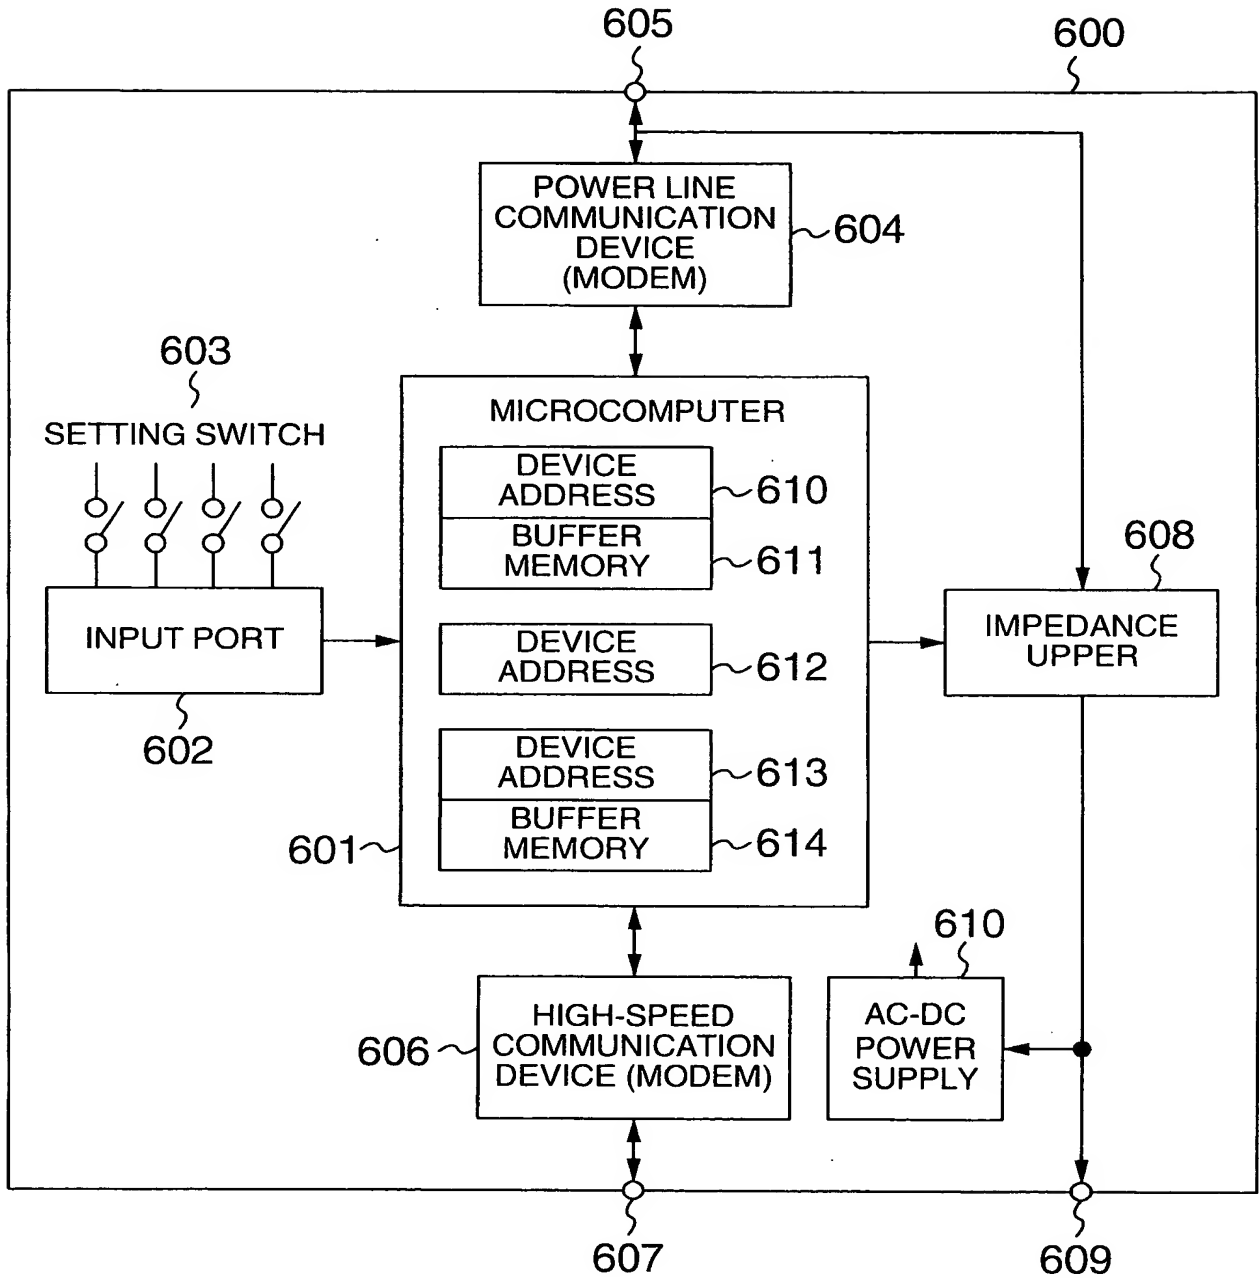 605
600
POWER LINE
COMMUNICATION
DEVICE
(MODEM)
604
603
SETTING SWITCH
MICROCOMPUTER
DEVICE
ADDRESS
610
BUFFER
MEMORY
611
608
INPUT PORT
602
DEVICE
ADDRESS
612
IMPEDANCE
UPPER
DEVICE
ADDRESS
613
BUFFER
MEMORY
614
601
610
HIGH-SPEED
COMMUNICATION
DEVICE (MODEM)
606
AC-DC
POWER
SUPPLY
607
609